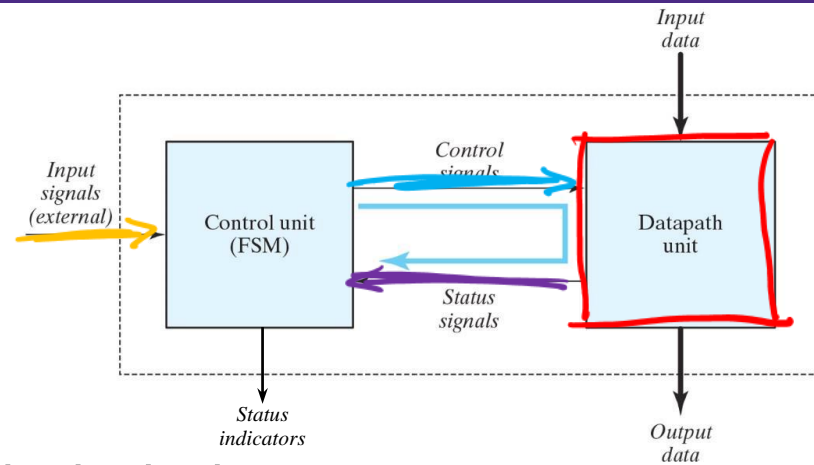 Input
data
Control
signals
Input
signals
(external)
Control unit
(FSM)
Datapath
unit
Status
signals
Status
indicators
Output
data